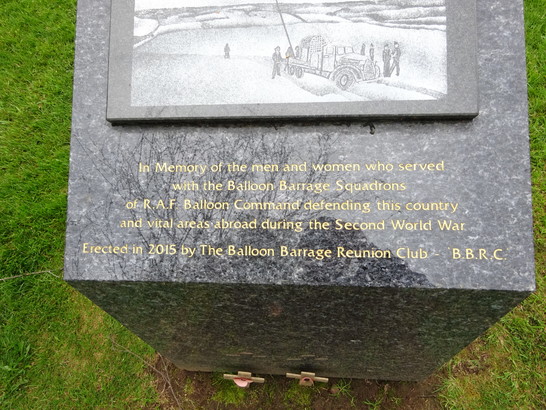 In Memory of the men and women who served
with the Balloon Barrage Squadrons
of R.A.F. Balloon Command defending this country
and vital areas abroad during the Second World War
Erected in 2015 by The Balloon Barrage Reunion Club - 'B.B.R.C.'